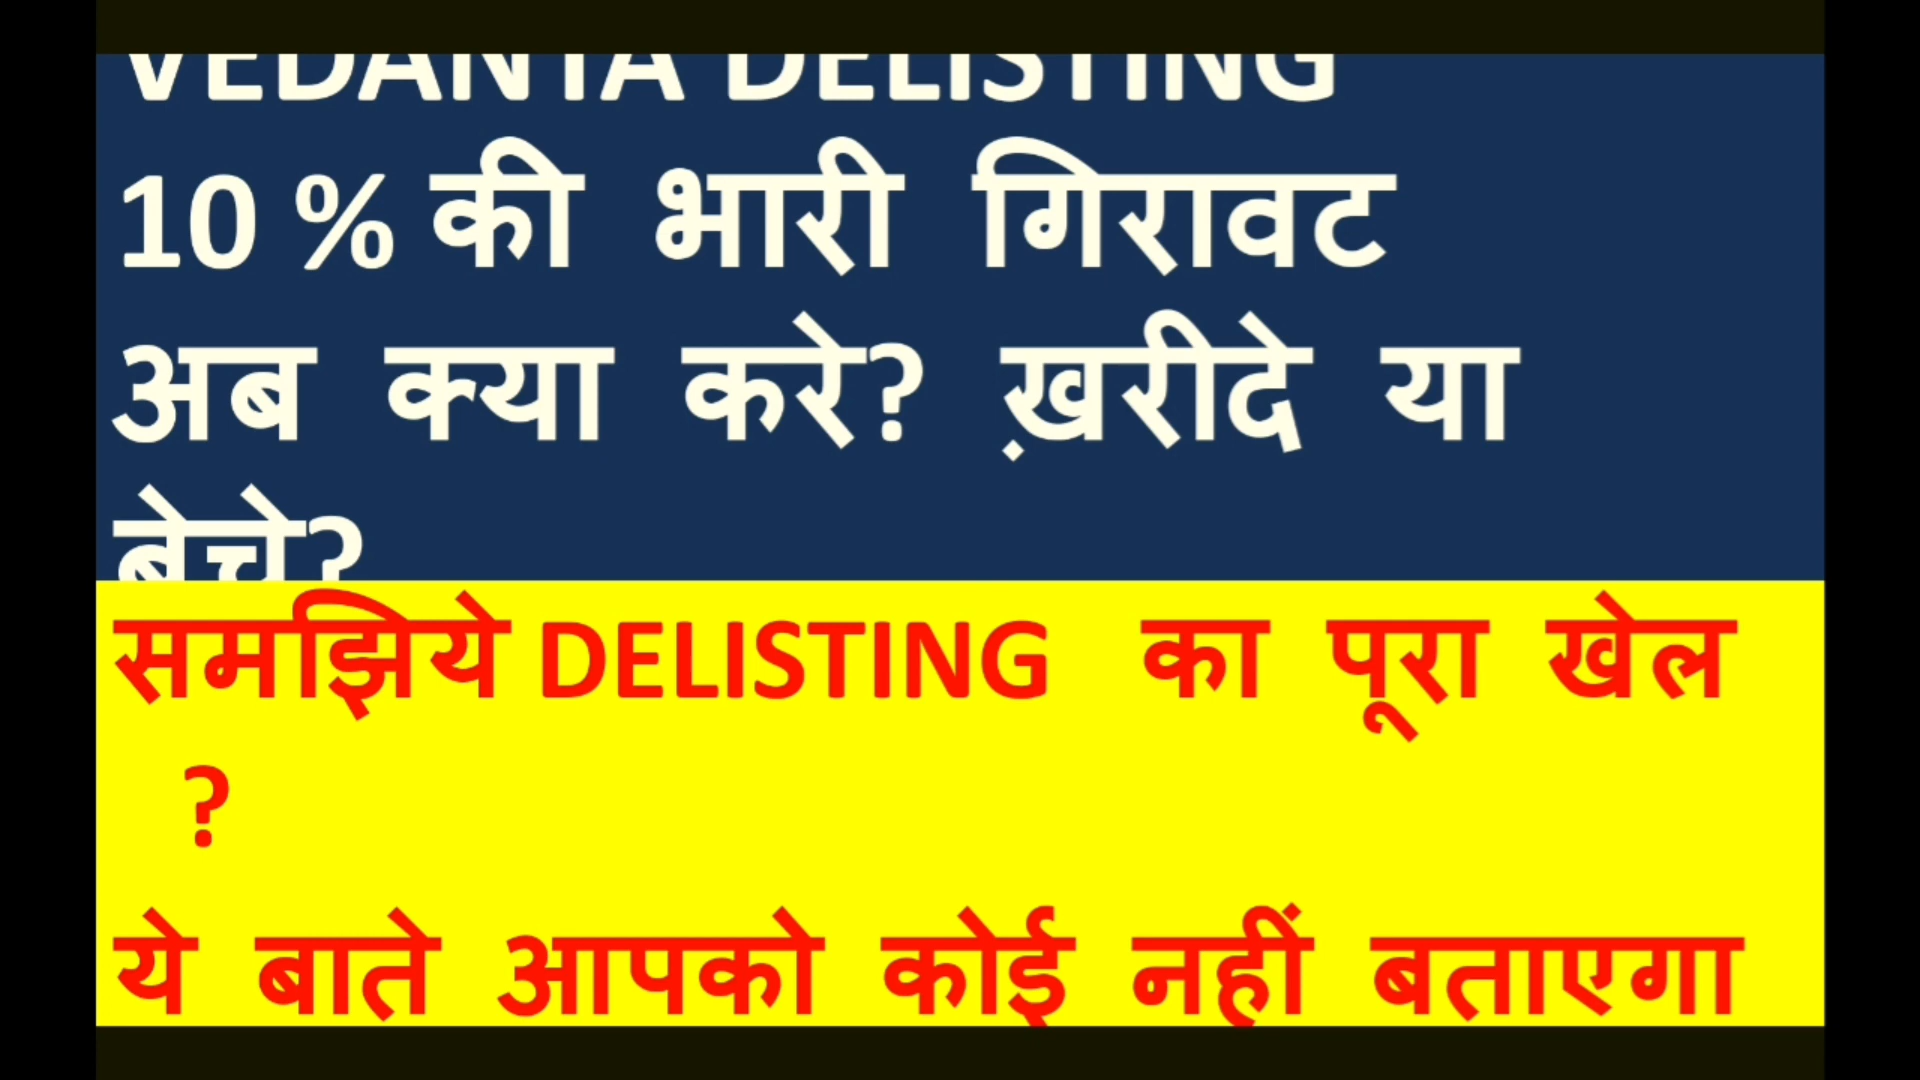 VEDANTA DELISTING
10 % की भारी गिरावट
अब क्या करे? ख़रीदे या
बेचे?
समझिये DELISTING का पूरा खेल
?
ये बाते आपको कोई नहीं बताएगा